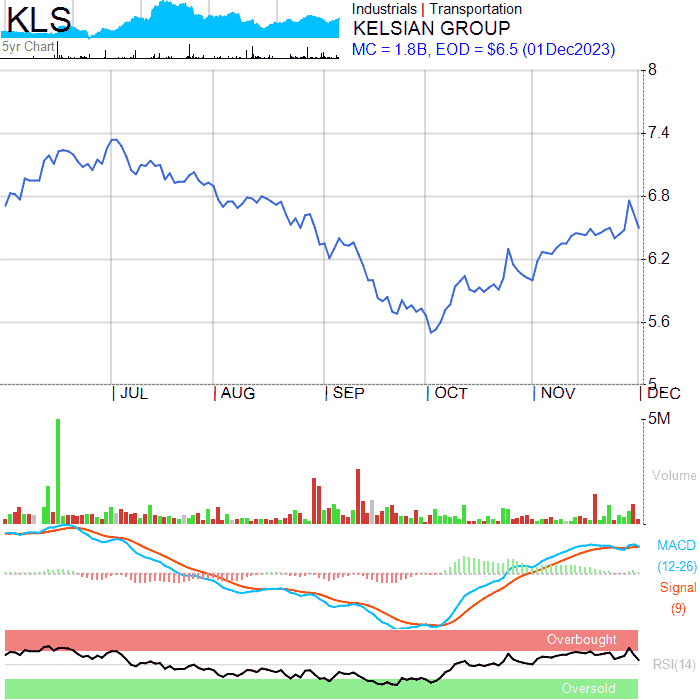 KLS
5yr Chart
Industrials | Transportation
KELSIAN GROUP
MC = 1.8B, EOD = $6.5 (01Dec2023)
8
7.4
6.8
6.2
5.6
5
JUL AUG SEP OCT NOV DEC
5M
Volume
MACD
(12-26)
Signal
(9)
Overbought
RSI(14)
Oversold